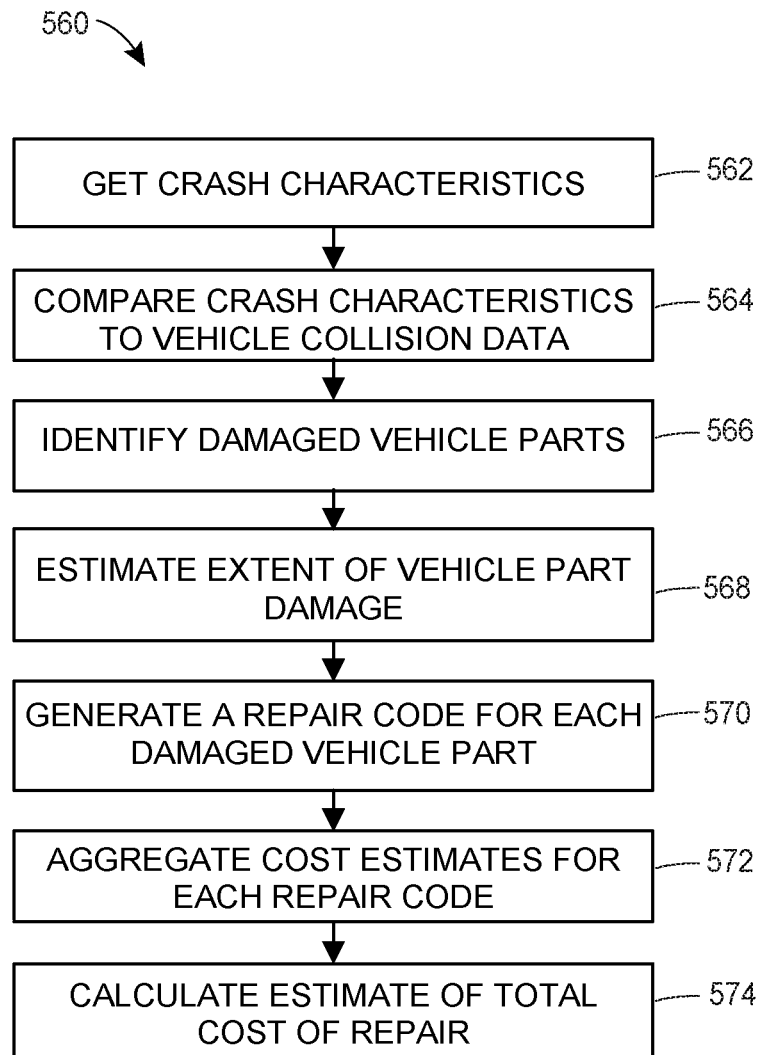 560
GET CRASH CHARACTERISTICS
562
COMPARE CRASH CHARACTERISTICS
TO VEHICLE COLLISION DATA
564
IDENTIFY DAMAGED VEHICLE PARTS
566
ESTIMATE EXTENT OF VEHICLE PART
DAMAGE
568
GENERATE A REPAIR CODE FOR EACH
DAMAGED VEHICLE PART
570
AGGREGATE COST ESTIMATES FOR
EACH REPAIR CODE
572
CALCULATE ESTIMATE OF TOTAL
COST OF REPAIR
574